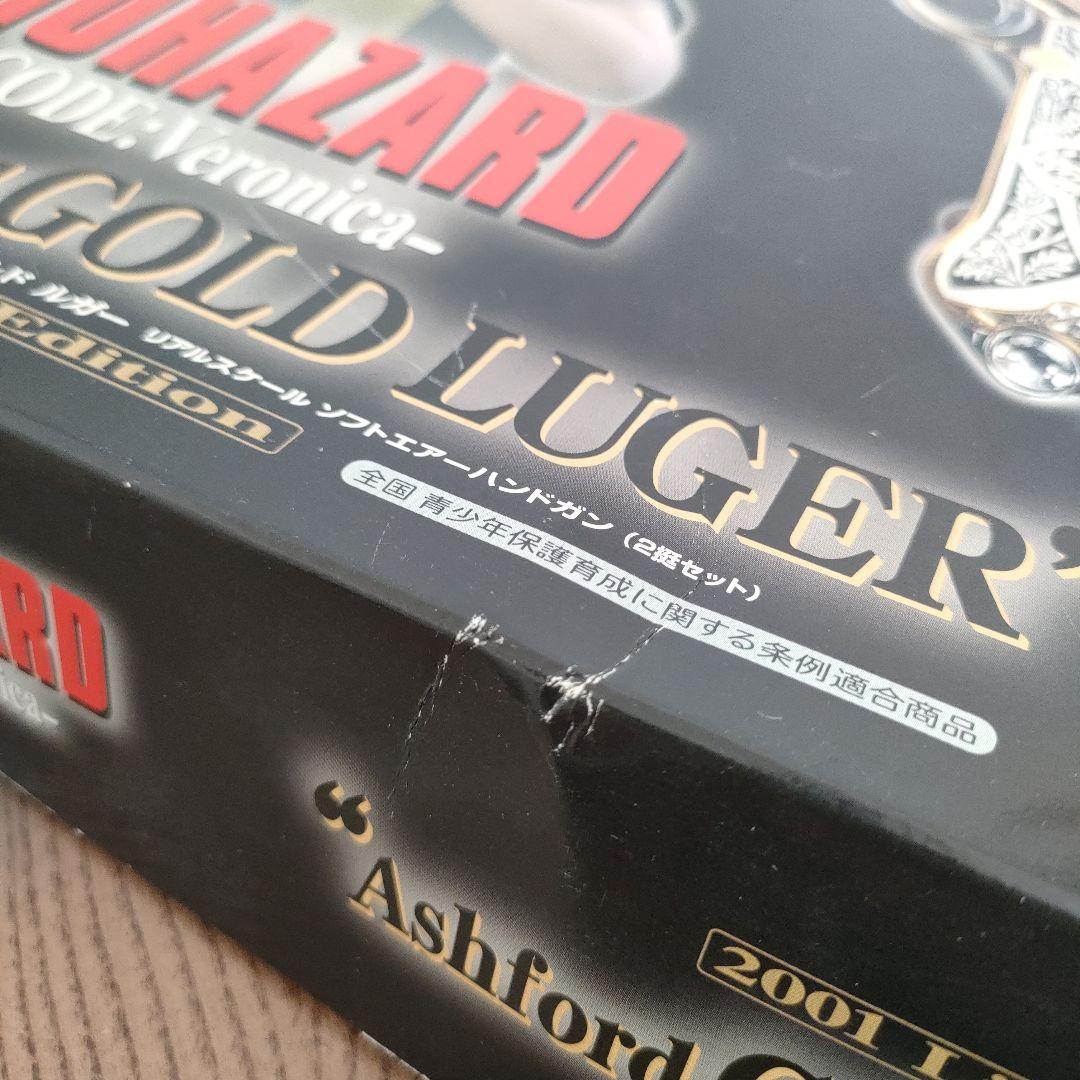 OHAZARD
CODE:Veronica-
GOLD LUGER"
ド ルガー リアルスケール ソフトエアーハンドガン (2挺セット)
Edition
全国 青少年保護育成に関する条例適合商品
ARD
ica-
"Ashford
2001